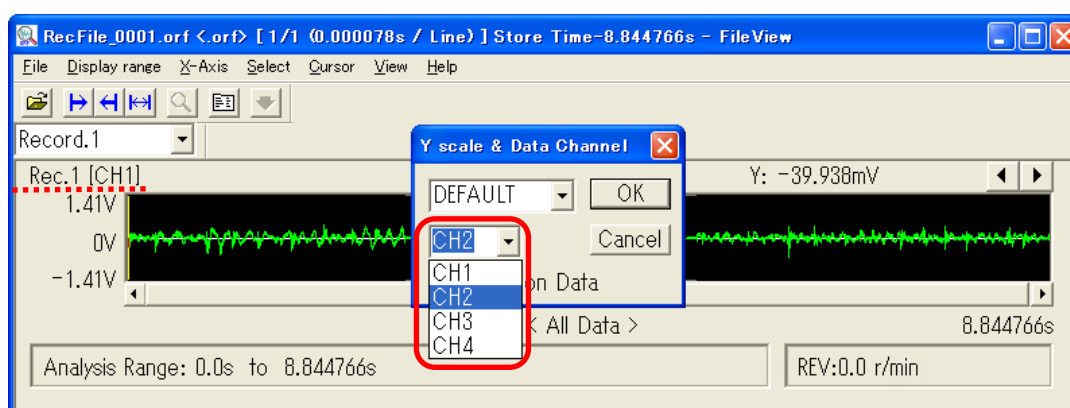 RecFile_0001.orf <.orf> [ 1/1 (0.000078s / Line) ] Store Time-8.844766s - FileView
File Display range X-Axis Select Cursor View Help
Record.1
Y scale & Data Channel
Rec.1 [CH1]
Y: -39.938mV
DEFAULT
OK
1.41V
0V
-1.41V
CH2
Cancel
CH1
CH2
CH3
CH4
on Data
< All Data >
8.844766s
Analysis Range: 0.0s to 8.844766s
REV:0.0 r/min